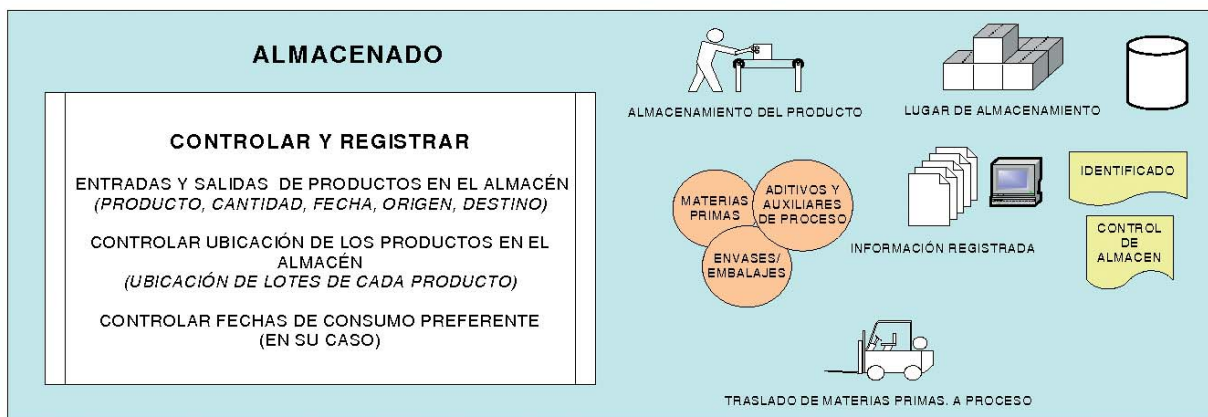 ALMACENADO
CONTROLAR Y REGISTRAR
ENTRADAS Y SALIDAS DE PRODUCTOS EN EL ALMACÉN
(PRODUCTO, CANTIDAD, FECHA, ORIGEN, DESTINO)
CONTROLAR UBICACIÓN DE LOS PRODUCTOS EN EL
ALMACÉN
(UBICACIÓN DE LOTES DE CADA PRODUCTO)
CONTROLAR FECHAS DE CONSUMO PREFERENTE
(EN SU CASO)
ALMACENAMIENTO DEL PRODUCTO
LUGAR DE ALMACENAMIENTO
MATERIAS
PRIMAS
ADITIVOS Y
AUXILIARES
DE PROCESO
ENVASES/
EMBALAJES
INFORMACIÓN REGISTRADA
IDENTIFICADO
CONTROL
DE
ALMACEN
TRASLADO DE MATERIAS PRIMAS. A PROCESO